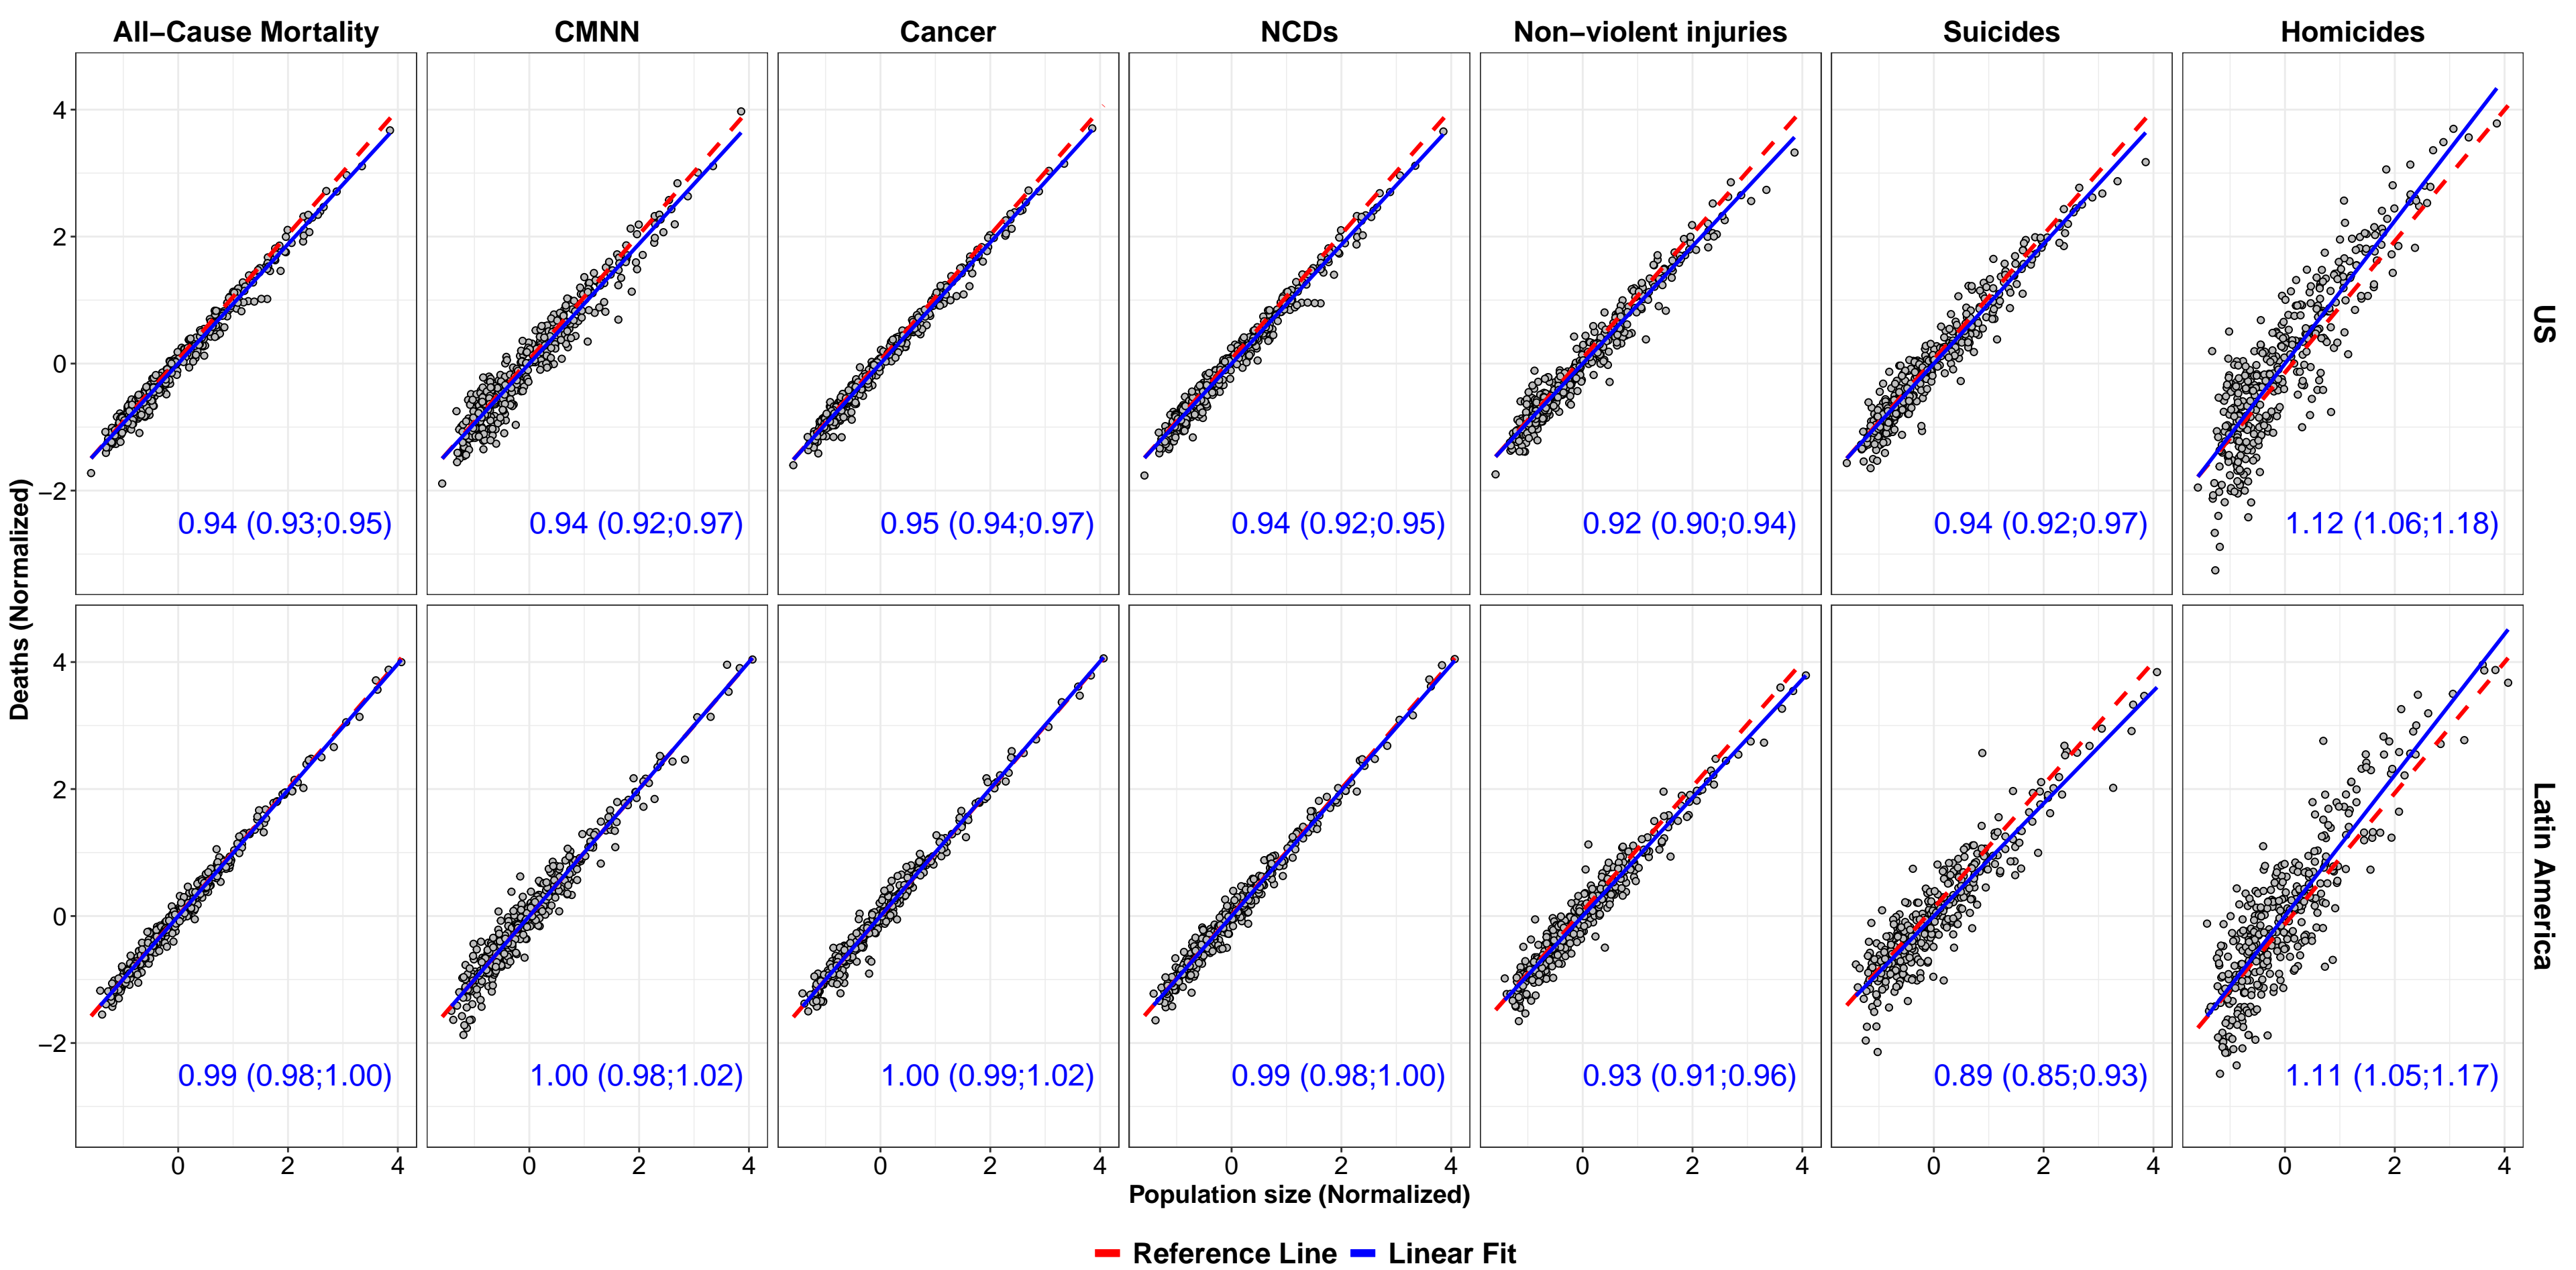 All−Cause Mortality CMNN Cancer NCDs Non−violent injuries Suicides Homicides
Deaths (Normalized)
4
2
0
−2
0.94 (0.93;0.95) 0.94 (0.92;0.97) 0.95 (0.94;0.97) 0.94 (0.92;0.95) 0.92 (0.90;0.94) 0.94 (0.92;0.97) 1.12 (1.06;1.18)
US
4
2
0
−2
0.99 (0.98;1.00) 1.00 (0.98;1.02) 1.00 (0.99;1.02) 0.99 (0.98;1.00) 0.93 (0.91;0.96) 0.89 (0.85;0.93) 1.11 (1.05;1.17)
Latin America
0 2 4 0 2 4 0 2 4 0 2 4 0 2 4 0 2 4 0 2 4
Population size (Normalized)
Reference Line Linear Fit